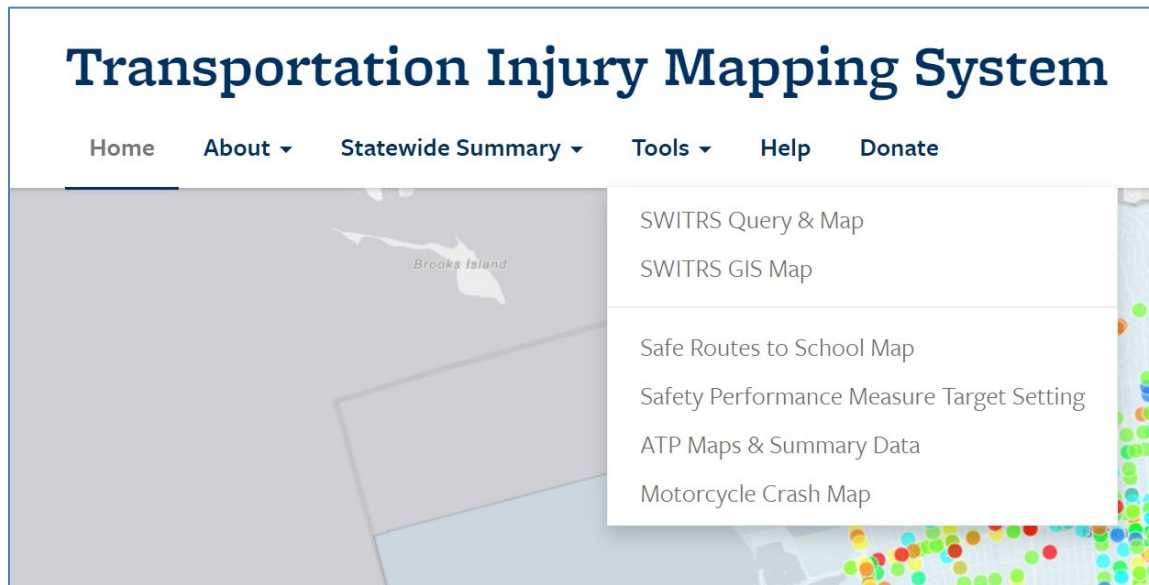 Transportation Injury Mapping System
Home About Statewide Summary Tools Help Donate
SWITRS Query & Map
SWITRS GIS Map
Brooks Island
Safe Routes to School Map
Safety Performance Measure Target Setting
ATP Maps & Summary Data
Motorcycle Crash Map